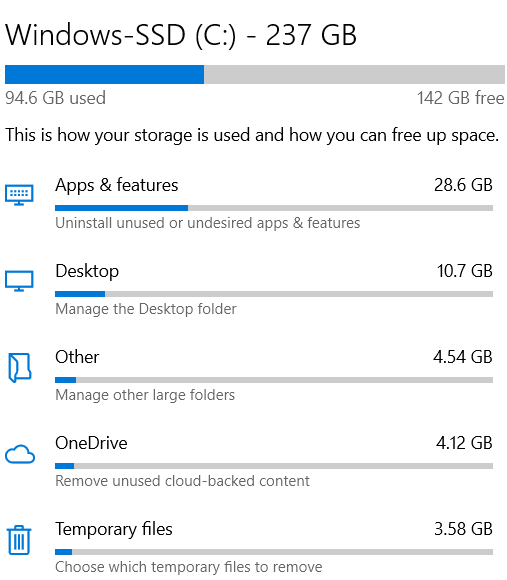 Windows-SSD (C:) - 237 GB
94.6 GB used 142 GB free
This is how your storage is used and how you can free up space.
Apps & features 28.6 GB
Uninstall unused or undesired apps & features
Desktop 10.7 GB
Manage the Desktop folder
Other 4.54 GB
Manage other large folders
OneDrive 4.12 GB
Remove unused cloud-backed content
Temporary files 3.58 GB
Choose which temporary files to remove